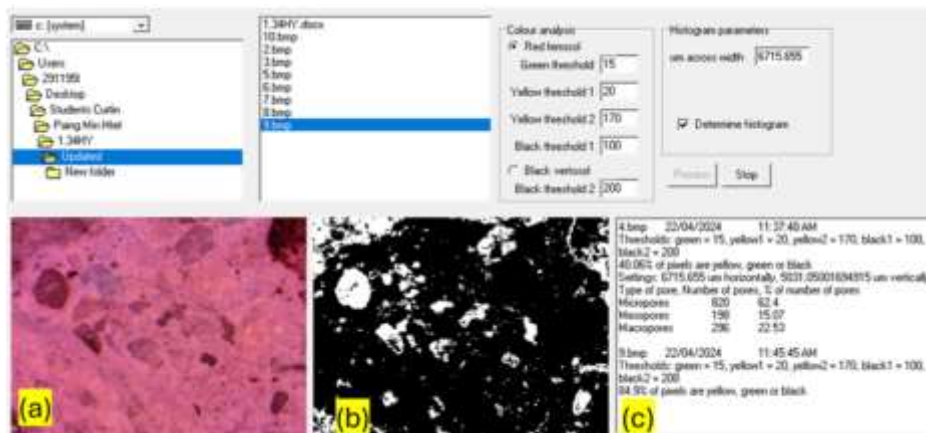 c: [system]
C:\
Users
291195I
Desktop
Students Curtin
Paing Min Htet
1.34HY
Updated
New folder
1.34HY.docx
10.bmp
2.bmp
3.bmp
5.bmp
6.bmp
7.bmp
8.bmp
9.bmp
Colour analysis
Red ferrosol
Green threshold 15
Yellow threshold 1 20
Yellow threshold 2 170
Black threshold 1 100
Black vertosol
Black threshold 2 200
Histogram parameters
um across width 6715.655
Determine histogram
Process Stop
4.bmp 22/04/2024 11:37:40 AM
Thresholds: green = 15, yellow1 = 20, yellow2 = 170, black1 = 100,
black2 = 200
40.06% of pixels are yellow, green or black
Settings: 6715.655 um horizontally, 5031.05001694915 um vertically
Type of pore, Number of pores, % of number of pores
Micropores 820 62.4
Mesopores 198 15.07
Macropores 296 22.53
9.bmp 22/04/2024 11:45:45 AM
Thresholds: green = 15, yellow1 = 20, yellow2 = 170, black1 = 100,
black2 = 200
84.9% of pixels are yellow, green or black
(a)
(b)
(c)